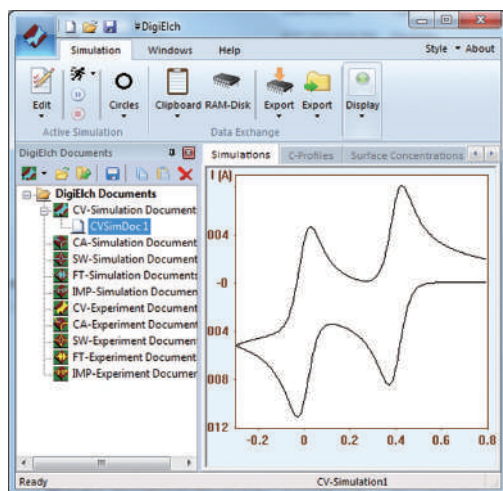 DigiElch
Simulation Windows Help Style About
Edit Circles Clipboard RAM-Disk Export Export Display
Active Simulation Data Exchange
DigiElch Documents
Simulations C-Profiles Surface Concentrations
DigiElch Documents
CV-Simulation Document
CVSimDoc 1
CA-Simulation Document
SW-Simulation Document
FT-Simulation Documents
IMP-Simulation Documen
CV-Experiment Document
CA-Experiment Document
SW-Experiment Documen
FT-Experiment Document
IMP-Experiment Documer
I [A]
004
-0
004
008
012
-0.2 0 0.2 0.4 0.6 0.8
Ready CV-Simulation1